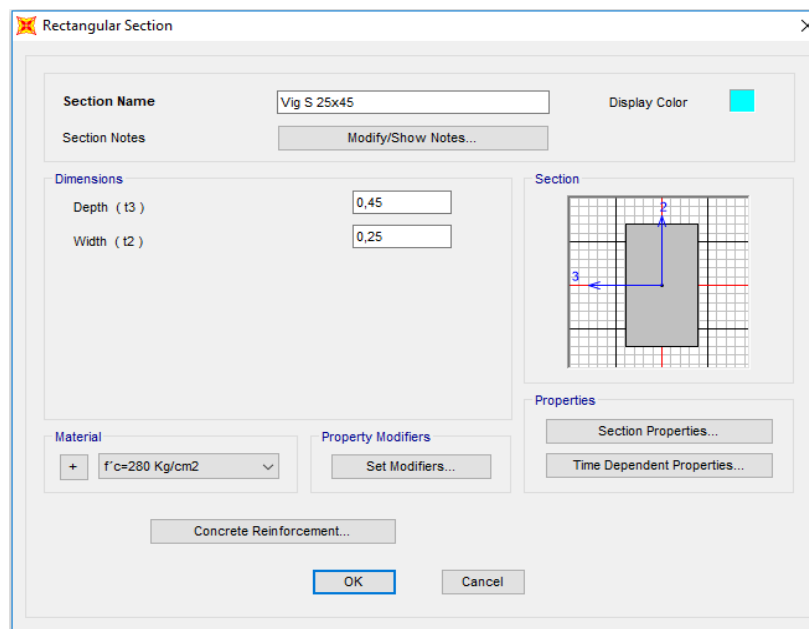 Rectangular Section
Section Name
Vig S 25x45
Display Color
Section Notes
Modify/Show Notes...
Dimensions
Depth ( t3 )
0,45
Width ( t2 )
0,25
Section
2
3
Properties
Section Properties...
Time Dependent Properties...
Material
+
f´c=280 Kg/cm2
Property Modifiers
Set Modifiers...
Concrete Reinforcement...
OK
Cancel